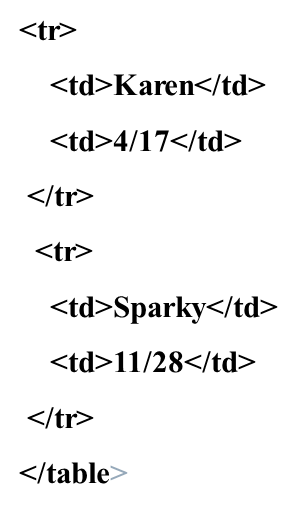 <tr>
<td>Karen</td>
<td>4/17</td>
</tr>
<tr>
<td>Sparky</td>
<td>11/28</td>
</tr>
</table>